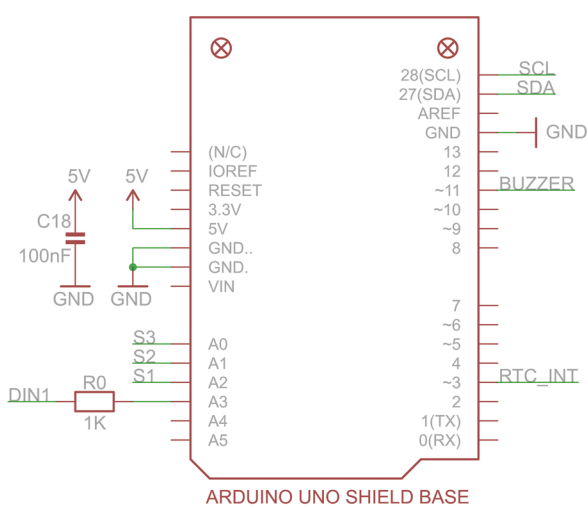 28(SCL) SCL
27(SDA) SDA
AREF
GND GND
(N/C) 13
IOREF 12
5V 5V RESET ~11 BUZZER
3.3V ~10
C18 5V ~9
100nF GND.. 8
GND.
GND GND VIN
7
~6
S3 A0 ~5
S2 A1 4
S1 A2 ~3 RTC_INT
DIN1 R0 A3 2
1K A4 1(TX)
A5 0(RX)
ARDUINO UNO SHIELD BASE